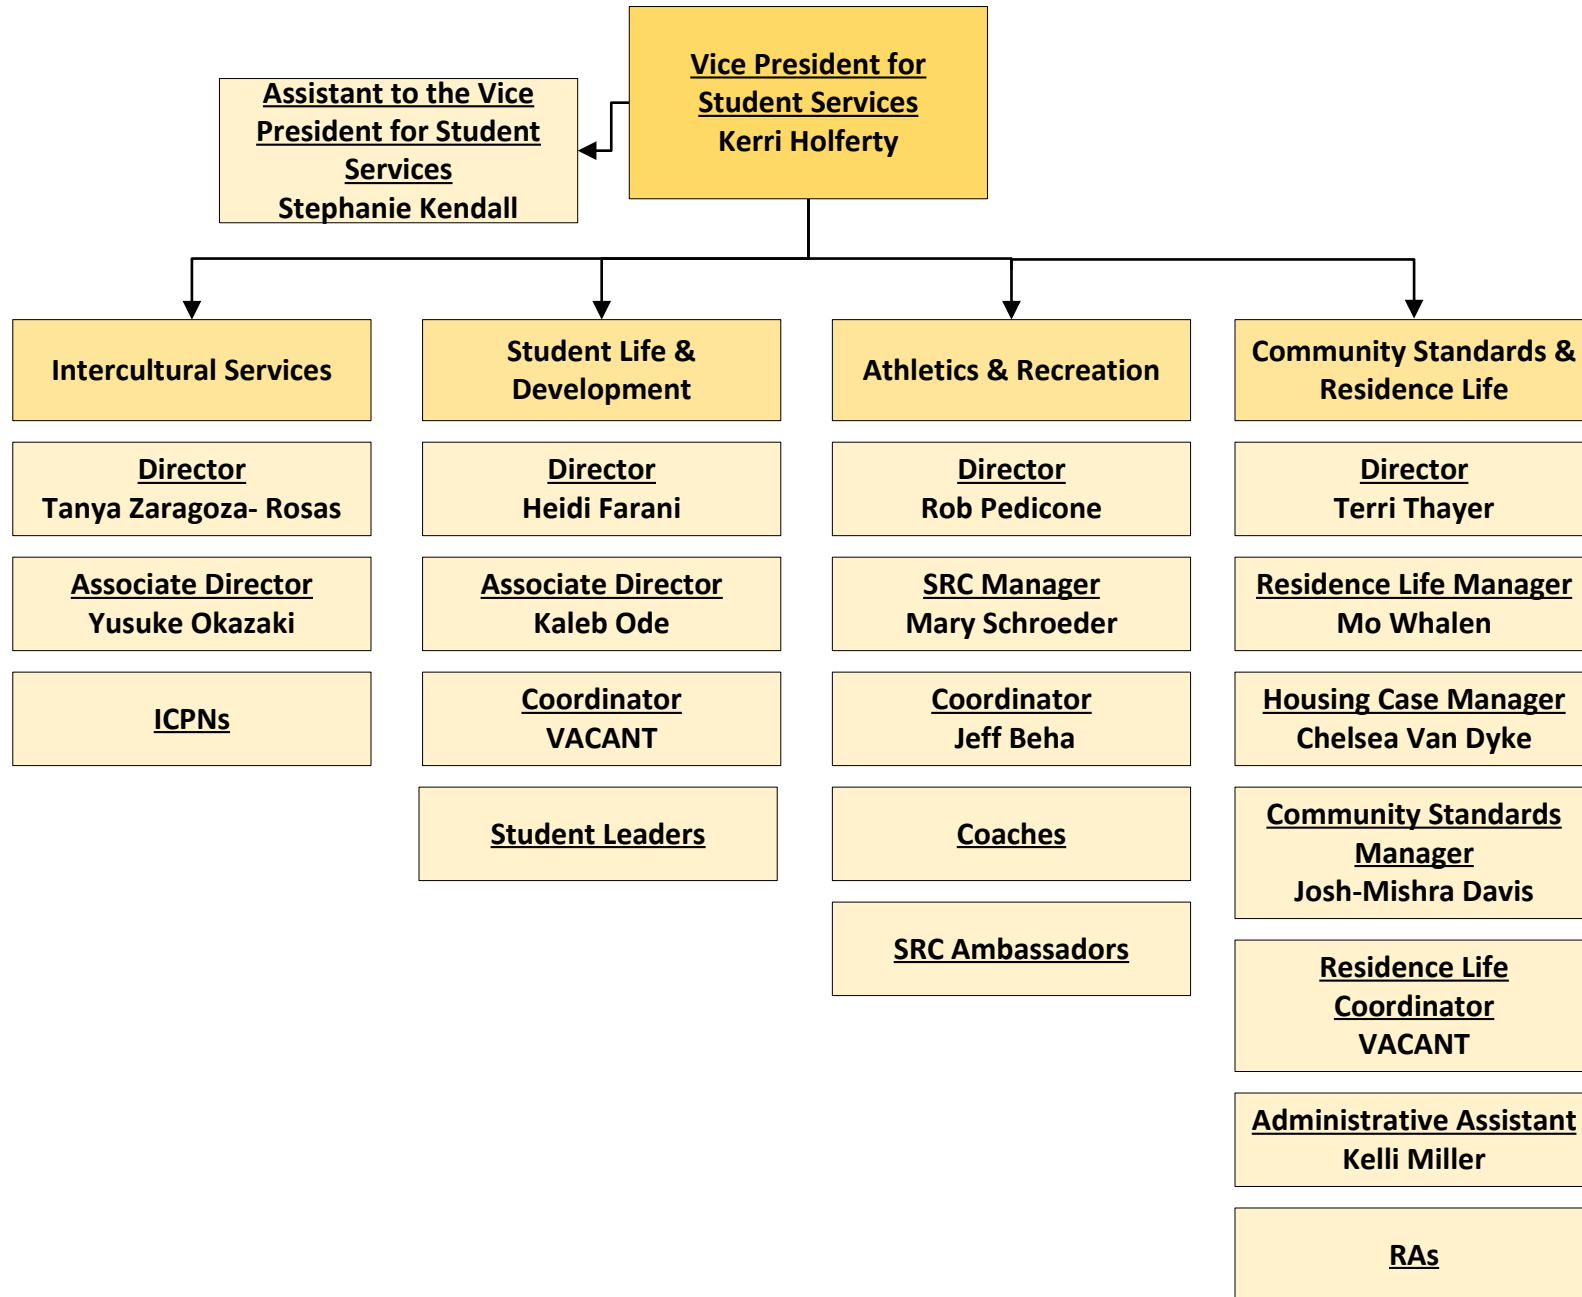 Vice President for
Student Services
Kerri Holferty
Assistant to the Vice
President for Student
Services
Stephanie Kendall
Intercultural Services
Director
Tanya Zaragoza- Rosas
Associate Director
Yusuke Okazaki
ICPNs
Student Life &
Development
Director
Heidi Farani
Associate Director
Kaleb Ode
Coordinator
VACANT
Student Leaders
Athletics & Recreation
Director
Rob Pedicone
SRC Manager
Mary Schroeder
Coordinator
Jeff Beha
Coaches
SRC Ambassadors
Community Standards &
Residence Life
Director
Terri Thayer
Residence Life Manager
Mo Whalen
Housing Case Manager
Chelsea Van Dyke
Community Standards
Manager
Josh-Mishra Davis
Residence Life
Coordinator
VACANT
Administrative Assistant
Kelli Miller
RAs